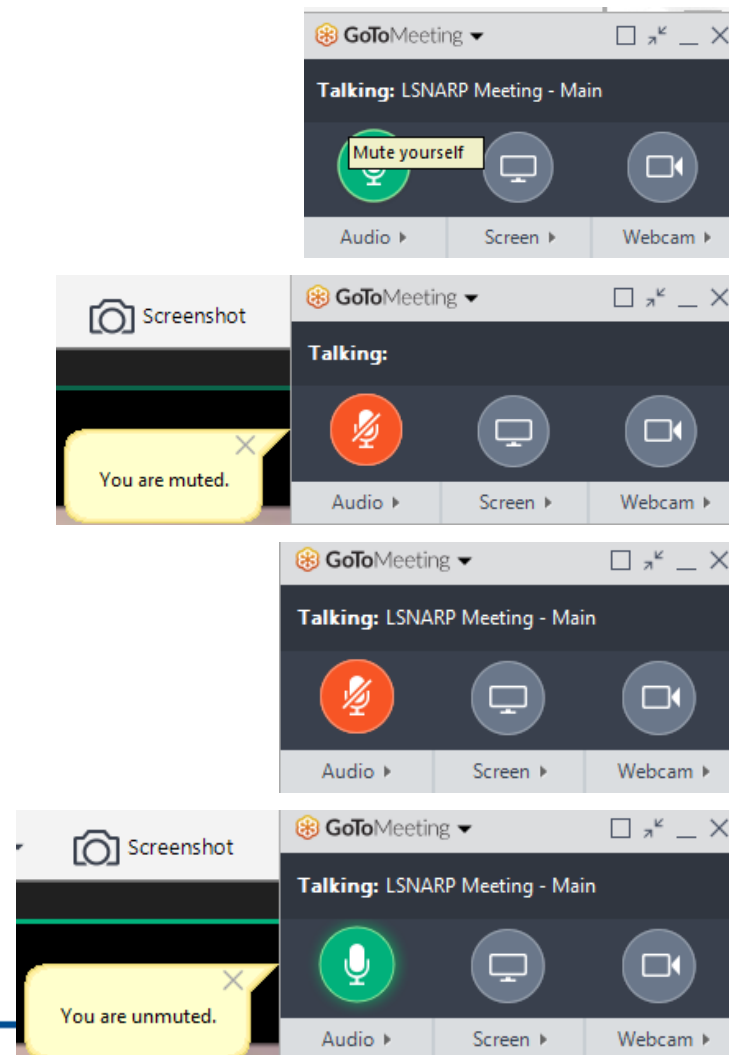 GoToMeeting
Talking: LSNARP Meeting - Main
Mute yourself
Audio Screen Webcam
Screenshot
GoToMeeting
Talking:
You are muted.
Audio Screen Webcam
GoToMeeting
Talking: LSNARP Meeting - Main
Audio Screen Webcam
Screenshot
GoToMeeting
Talking: LSNARP Meeting - Main
You are unmuted.
Audio Screen Webcam